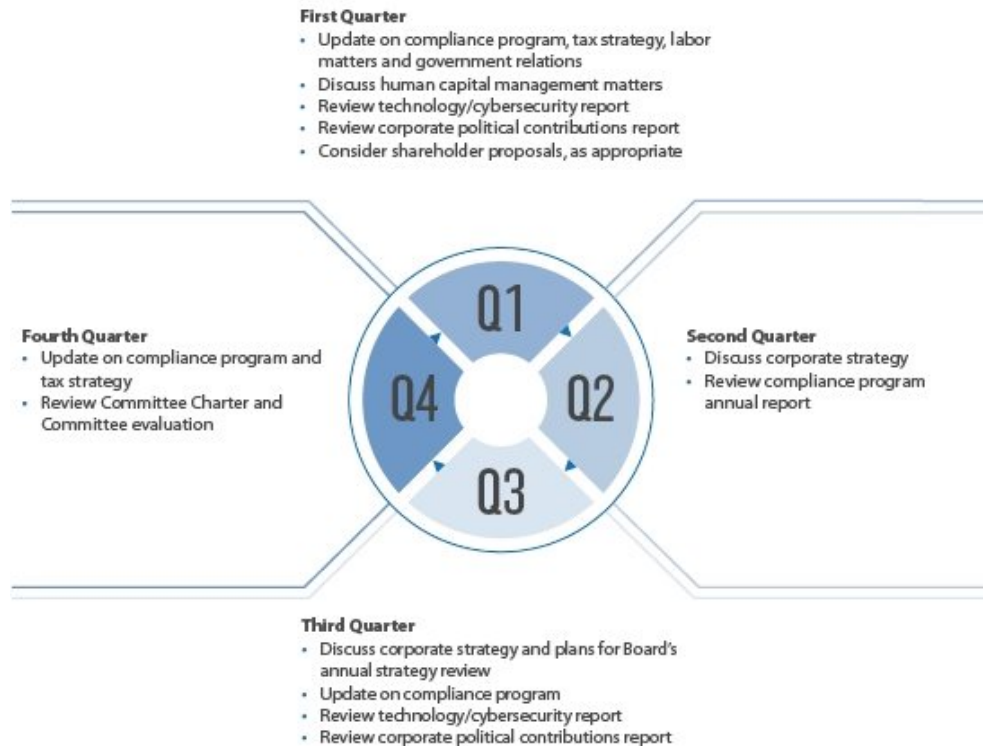 First Quarter
• Update on compliance program, tax strategy, labor
matters and government relations
• Discuss human capital management matters
• Review technology/cybersecurity report
• Review corporate political contributions report
• Consider shareholder proposals, as appropriate
Q1
Second Quarter
• Discuss corporate strategy
• Review compliance program
annual report
Q2
Q3
Third Quarter
• Discuss corporate strategy and plans for Board's
annual strategy review
• Update on compliance program
• Review technology/cybersecurity report
• Review corporate political contributions report
Fourth Quarter
• Update on compliance program and
tax strategy
• Review Committee Charter and
Committee evaluation
Q4